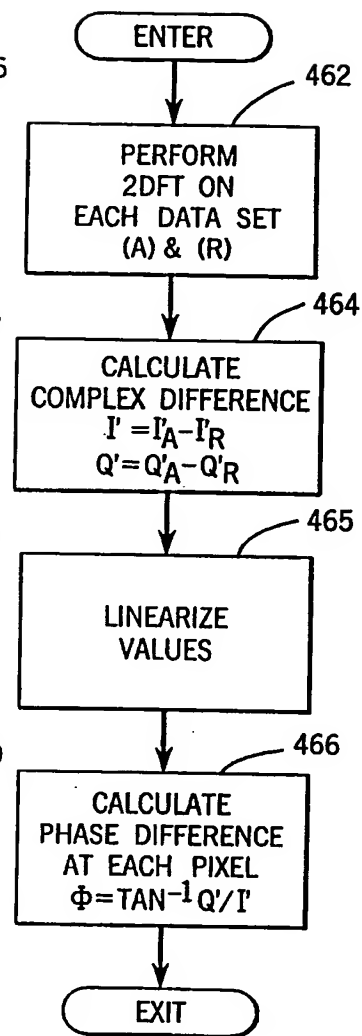 ENTER
462
PERFORM
2DFT ON
EACH DATA SET
(A) & (R)
464
CALCULATE
COMPLEX DIFFERENCE
I' =I'A-I'R
Q'=Q'A-Q'R
465
LINEARIZE
VALUES
466
CALCULATE
PHASE DIFFERENCE
AT EACH PIXEL
Φ=TAN⁻¹ Q'/I'
EXIT